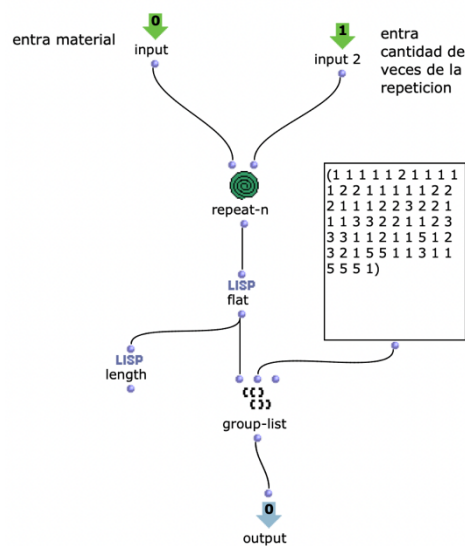 0
1
entra material
input
input 2
entra
cantidad de
veces de la
repeticion
repeat-n
(1 1 1 1 1 2 1 1 1 1
1 2 2 1 1 1 1 1 2 2
2 1 1 1 2 2 3 2 2 1
1 1 3 3 2 2 1 1 2 3
3 3 1 1 2 1 1 5 1 2
3 2 1 5 5 1 1 3 1 1
5 5 5 1)
LISP
flat
LISP
length
group-list
0
output